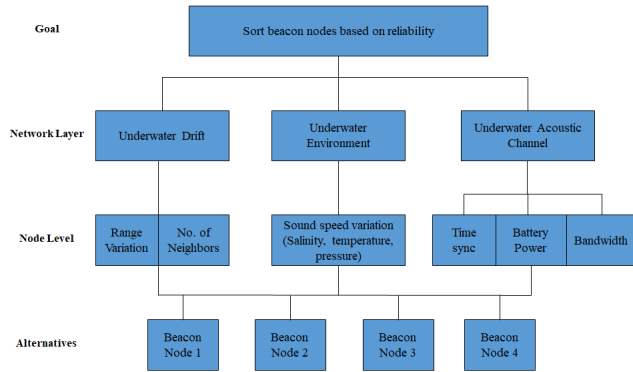 Goal
Sort beacon nodes based on reliability
Network Layer
Underwater Drift
Underwater
Environment
Underwater Acoustic
Channel
Node Level
Range
Variation
No. of
Neighbors
Sound speed variation
(Salinity, temperature,
pressure)
Time
sync
Battery
Power
Bandwidth
Alternatives
Beacon
Node 1
Beacon
Node 2
Beacon
Node 3
Beacon
Node 4